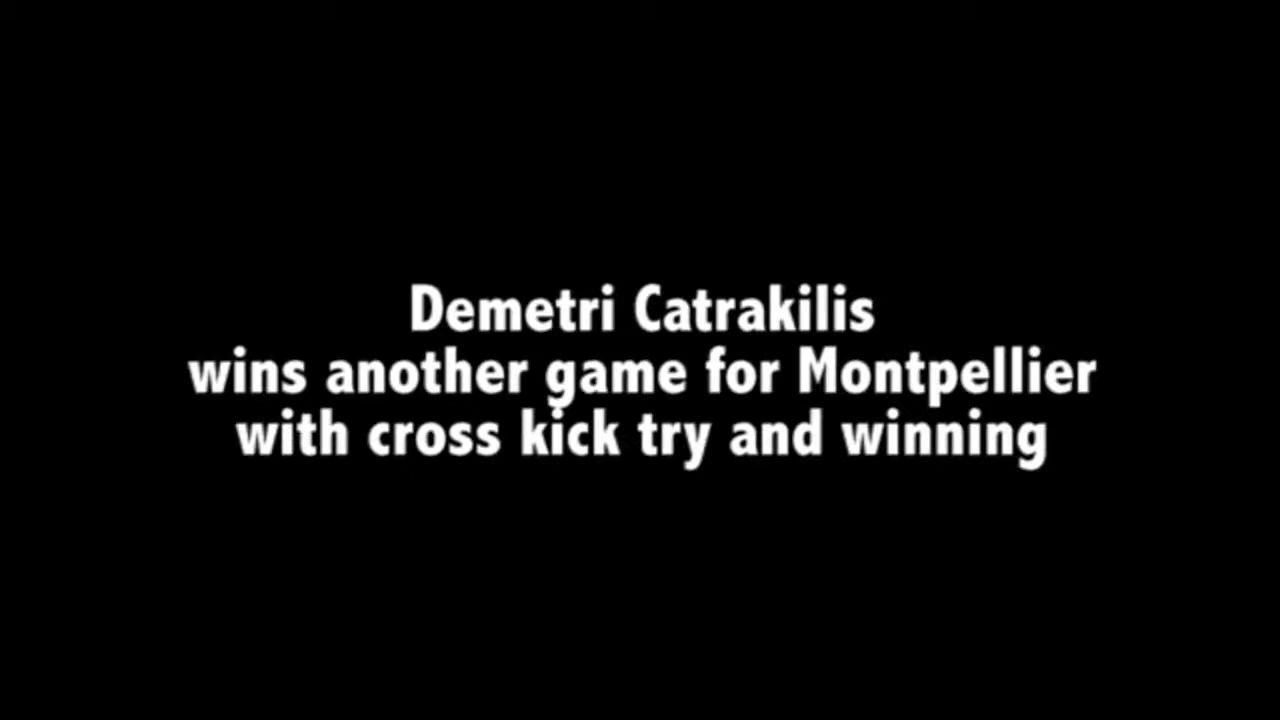 Demetri Catrakilis
wins another game for Montpellier
with cross kick try and winning